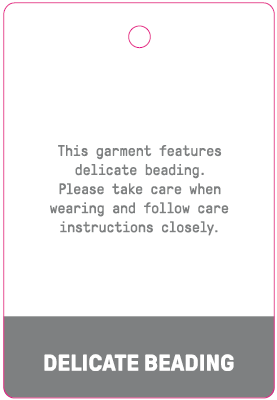 This garment features
delicate beading.
Please take care when
wearing and follow care
instructions closely.
DELICATE BEADING